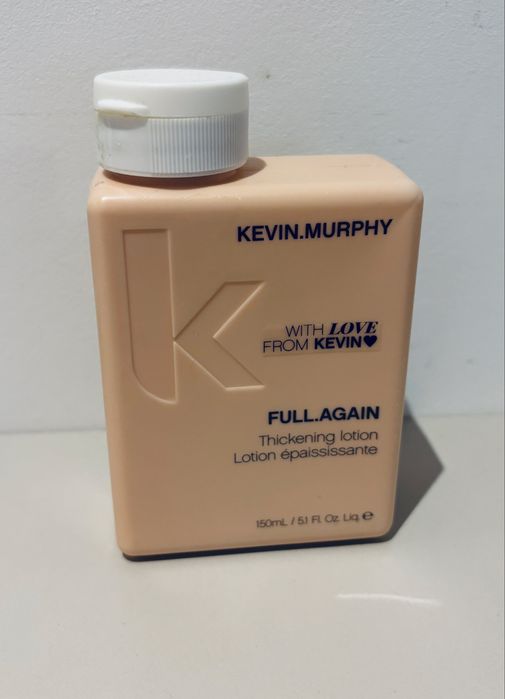 KEVIN.MURPHY
WITH LOVE
FROM KEVIN♥
FULL.AGAIN
Thickening lotion
Lotion épaississante
150mL / 5.1 Fl. Oz. Liq. ℮